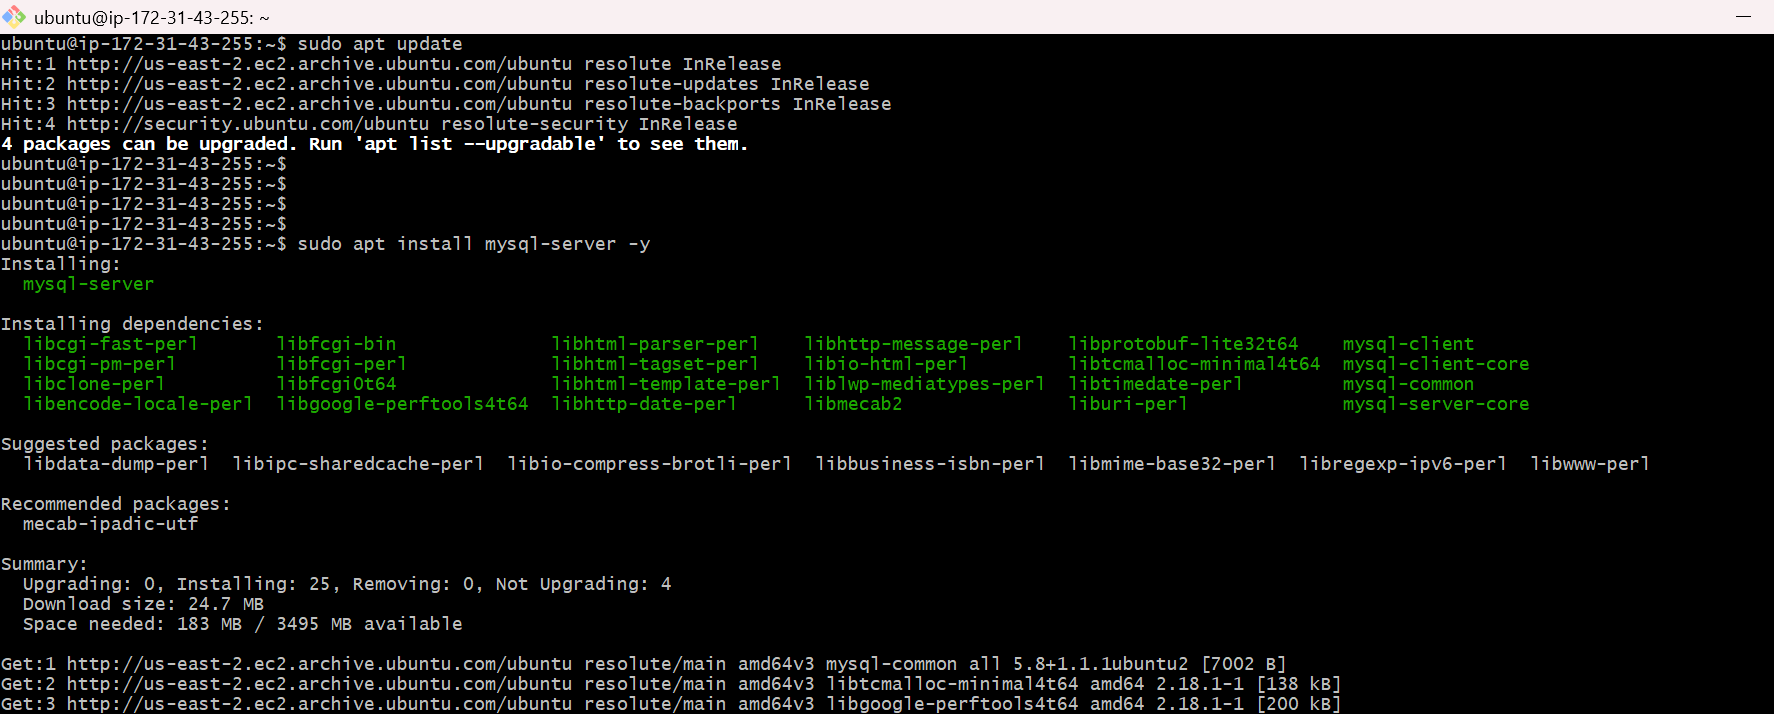 ubuntu@ip-172-31-43-255: ~
ubuntu@ip-172-31-43-255:~$ sudo apt update
Hit:1 http://us-east-2.ec2.archive.ubuntu.com/ubuntu resolute InRelease
Hit:2 http://us-east-2.ec2.archive.ubuntu.com/ubuntu resolute-updates InRelease
Hit:3 http://us-east-2.ec2.archive.ubuntu.com/ubuntu resolute-backports InRelease
Hit:4 http://security.ubuntu.com/ubuntu resolute-security InRelease
4 packages can be upgraded. Run 'apt list --upgradable' to see them.
ubuntu@ip-172-31-43-255:~$
ubuntu@ip-172-31-43-255:~$
ubuntu@ip-172-31-43-255:~$
ubuntu@ip-172-31-43-255:~$
ubuntu@ip-172-31-43-255:~$ sudo apt install mysql-server -y
Installing:
  mysql-server

Installing dependencies:
  libcgi-fast-perl       libfcgi-bin             libhtml-parser-perl    libhttp-message-perl    libprotobuf-lite32t64    mysql-client
  libcgi-pm-perl         libfcgi-perl            libhtml-tagset-perl    libio-html-perl         libtcmalloc-minimal4t64  mysql-client-core
  libclone-perl          libfcgi0t64             libhtml-template-perl  liblwp-mediatypes-perl  libtimedate-perl         mysql-common
  libencode-locale-perl  libgoogle-perftools4t64  libhttp-date-perl      libmecab2               liburi-perl              mysql-server-core

Suggested packages:
  libdata-dump-perl  libipc-sharedcache-perl  libio-compress-brotli-perl  libbusiness-isbn-perl  libmime-base32-perl  libregexp-ipv6-perl  libwww-perl

Recommended packages:
  mecab-ipadic-utf

Summary:
  Upgrading: 0, Installing: 25, Removing: 0, Not Upgrading: 4
  Download size: 24.7 MB
  Space needed: 183 MB / 3495 MB available

Get:1 http://us-east-2.ec2.archive.ubuntu.com/ubuntu resolute/main amd64v3 mysql-common all 5.8+1.1.1ubuntu2 [7002 B]
Get:2 http://us-east-2.ec2.archive.ubuntu.com/ubuntu resolute/main amd64v3 libtcmalloc-minimal4t64 amd64 2.18.1-1 [138 kB]
Get:3 http://us-east-2.ec2.archive.ubuntu.com/ubuntu resolute/main amd64v3 libgoogle-perftools4t64 amd64 2.18.1-1 [200 kB]